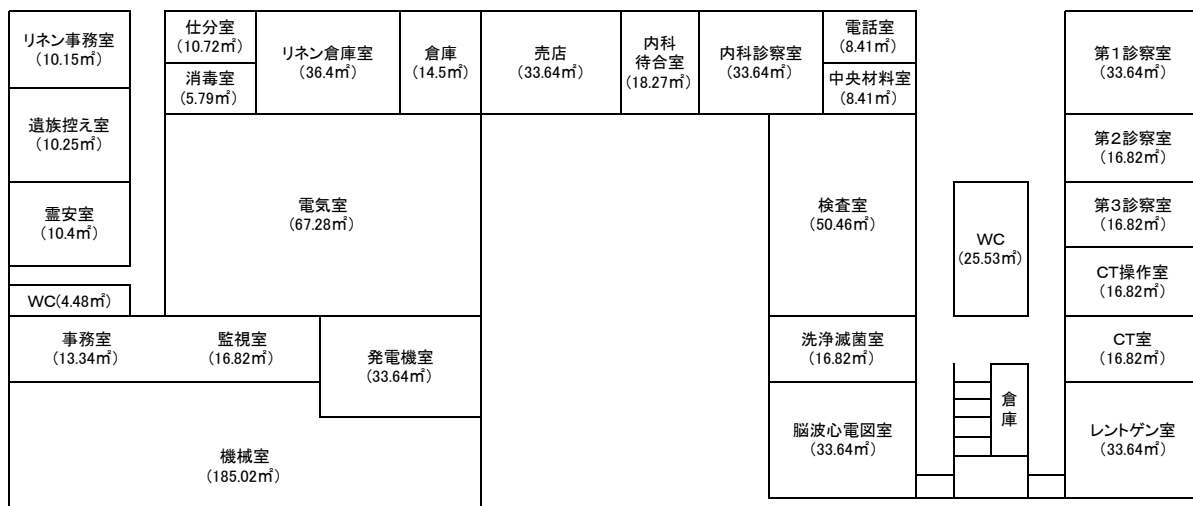 リネン事務室
(10.15㎡)
仕分室
(10.72㎡)
消毒室
(5.79㎡)
リネン倉庫室
(36.4㎡)
倉庫
(14.5㎡)
売店
(33.64㎡)
内科
待合室
(18.27㎡)
内科診察室
(33.64㎡)
電話室
(8.41㎡)
中央材料室
(8.41㎡)
第1診察室
(33.64㎡)
遺族控え室
(10.25㎡)
第2診察室
(16.82㎡)
霊安室
(10.4㎡)
電気室
(67.28㎡)
検査室
(50.46㎡)
WC
(25.53㎡)
第3診察室
(16.82㎡)
CT操作室
(16.82㎡)
WC(4.48㎡)
事務室
(13.34㎡)
監視室
(16.82㎡)
発電機室
(33.64㎡)
洗浄滅菌室
(16.82㎡)
CT室
(16.82㎡)
倉庫
機械室
(185.02㎡)
脳波心電図室
(33.64㎡)
レントゲン室
(33.64㎡)